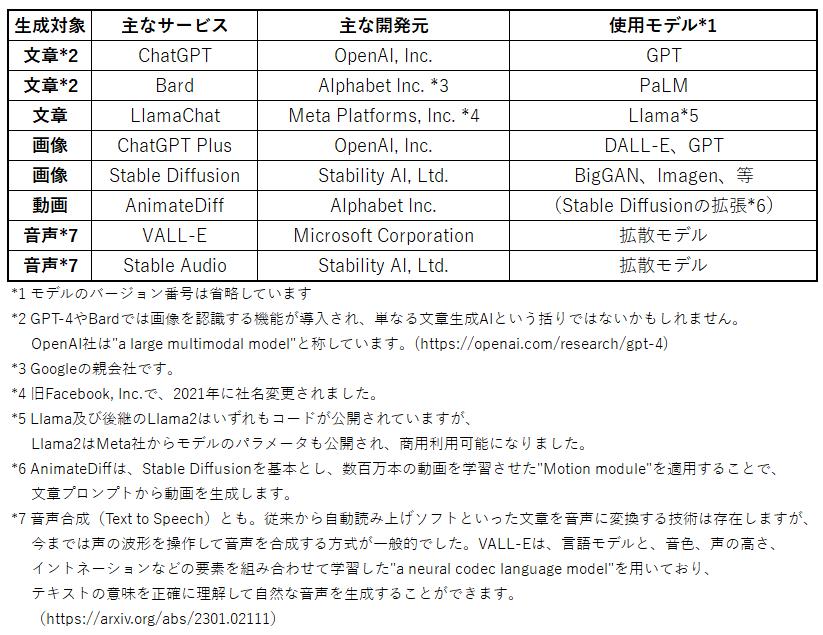 生成対象 主なサービス 主な開発元 使用モデル*1
文章*2 ChatGPT OpenAI, Inc. GPT
文章*2 Bard Alphabet Inc. *3 PaLM
文章 LlamaChat Meta Platforms, Inc. *4 Llama*5
画像 ChatGPT Plus OpenAI, Inc. DALL-E、GPT
画像 Stable Diffusion Stability AI, Ltd. BigGAN、Imagen、等
動画 AnimateDiff Alphabet Inc. （Stable Diffusionの拡張*6）
音声*7 VALL-E Microsoft Corporation 拡散モデル
音声*7 Stable Audio Stability AI, Ltd. 拡散モデル
*1 モデルのバージョン番号は省略しています
*2 GPT-4やBardでは画像を認識する機能が導入され、単なる文章生成AIという括りではないかもしれません。
OpenAI社は"a large multimodal model"と称しています。(https://openai.com/research/gpt-4)
*3 Googleの親会社です。
*4 旧Facebook, Inc.で、2021年に社名変更されました。
*5 Llama及び後継のLlama2はいずれもコードが公開されていますが、
Llama2はMeta社からモデルのパラメータも公開され、商用利用可能になりました。
*6 AnimateDiffは、Stable Diffusionを基本とし、数百万本の動画を学習させた"Motion module"を適用することで、
文章プロンプトから動画を生成します。
*7 音声合成（Text to Speech）とも。従来から自動読み上げソフトといった文章を音声に変換する技術は存在しますが、
今までは声の波形を操作して音声を合成する方式が一般的でした。VALL-Eは、言語モデルと、音色、声の高さ、
イントネーションなどの要素を組み合わせて学習した"a neural codec language model"を用いており、
テキストの意味を正確に理解して自然な音声を生成することができます。
（https://arxiv.org/abs/2301.02111）